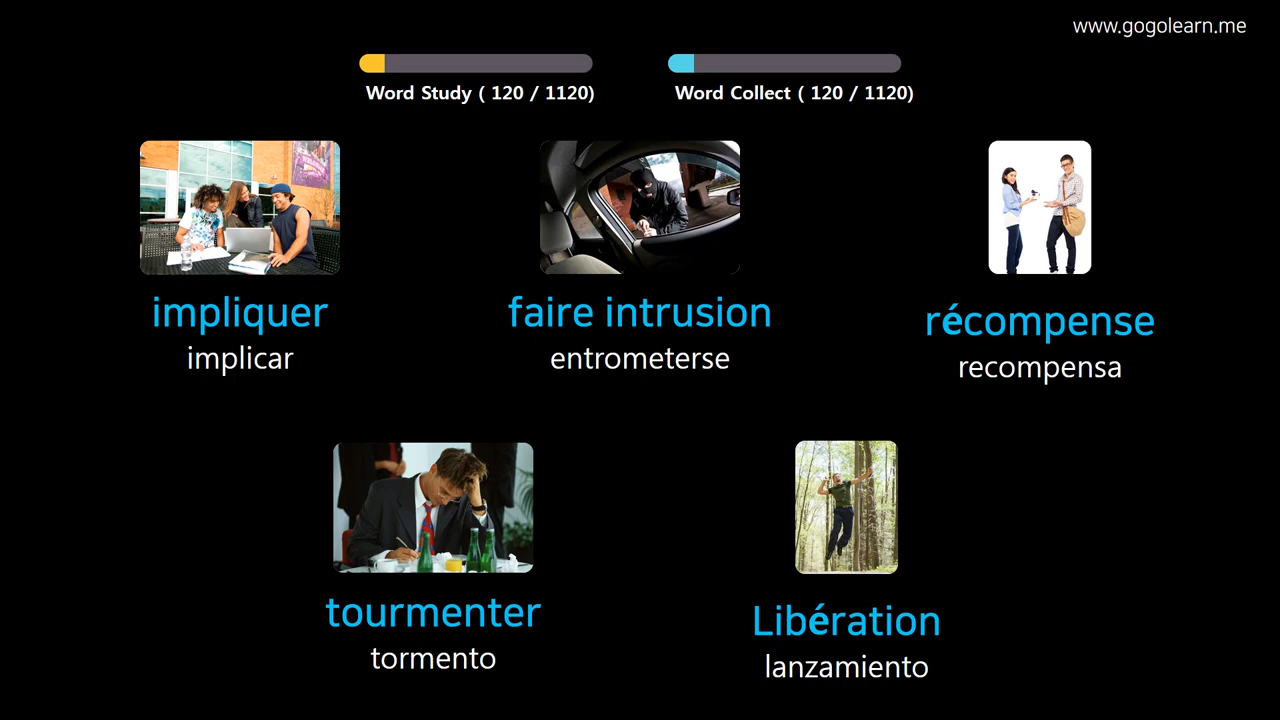 www.gogolearn.me
Word Study ( 120 / 1120)
Word Collect ( 120 / 1120)
impliquer
implicar
faire intrusion
entrometerse
récompense
recompensa
tourmenter
tormento
Libération
lanzamiento